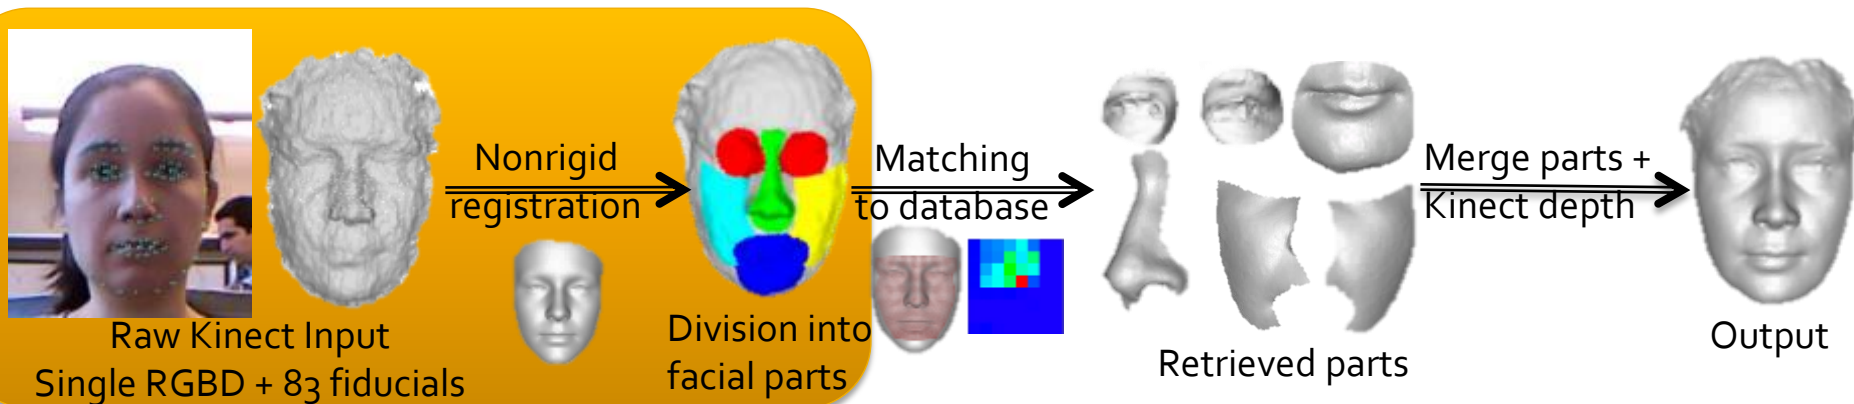 Nonrigid
registration
Matching
to database
Merge parts +
Kinect depth
Raw Kinect Input
Single RGBD + 83 fiducials
Division into
facial parts
Retrieved parts
Output